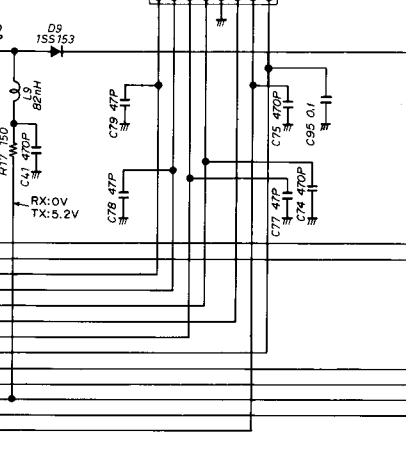 D9
1SS153
L9
82nH
R17 150
C41 470P
RX:0V
TX:5.2V
C79 47P
C78 47P
C75 470P
C95 0.1
C77 47P
C74 470P